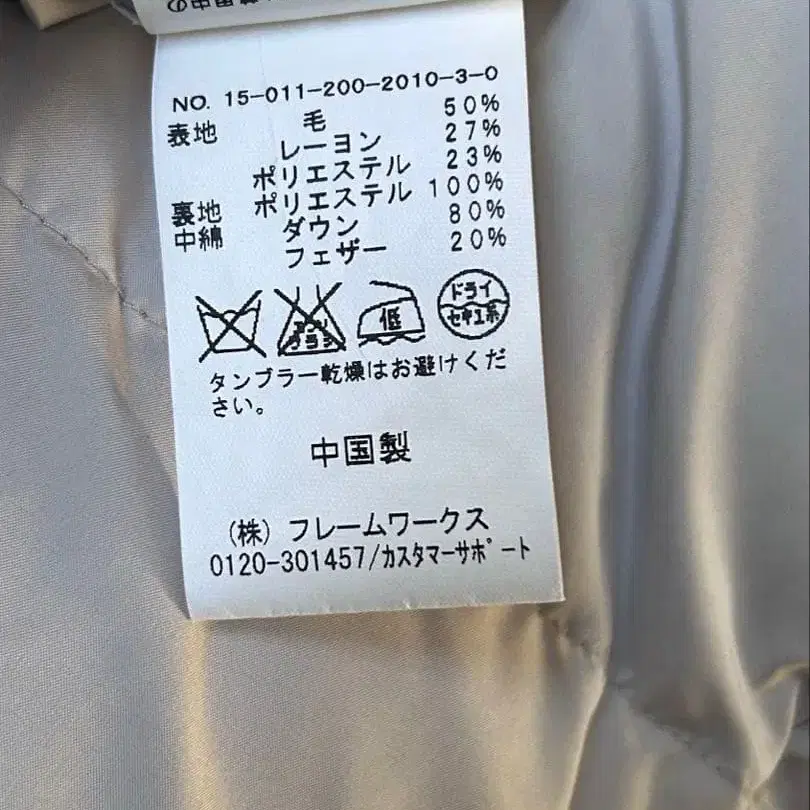 NO. 15-011-200-2010-3-0
表地 毛 50%
レーヨン 27%
ポリエステル 23%
裏地 ポリエステル 100%
中綿 ダウン 80%
フェザー 20%
低
ドライ
セキユ系
タンブラー乾燥はお避けくだ
さい。
中国製
(株) フレームワークス
0120-301457/カスタマーサポート